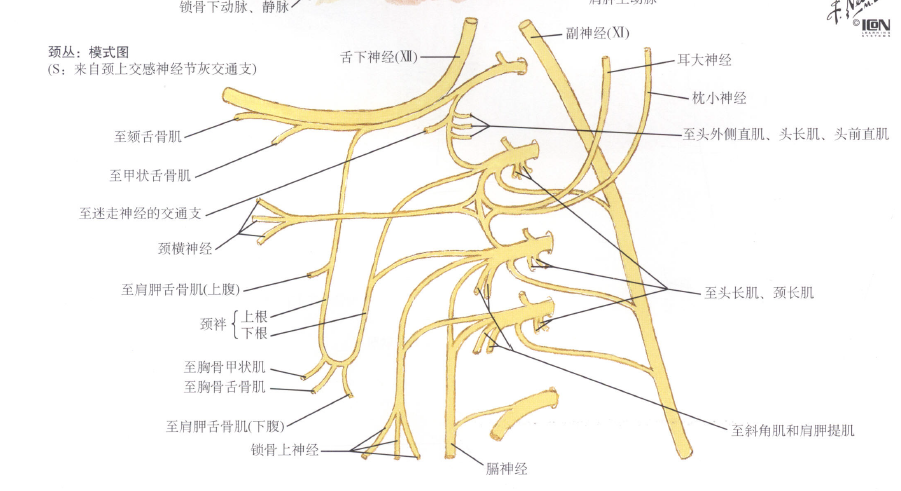 锁骨下动脉、静脉
颈丛：模式图
(S：来自颈上交感神经节灰交通支)
舌下神经(Ⅻ)
副神经(Ⅺ)
耳大神经
枕小神经
至颏舌骨肌
至头外侧直肌、头长肌、头前直肌
至甲状舌骨肌
至迷走神经的交通支
颈横神经
至肩胛舌骨肌(上腹)
至头长肌、颈长肌
颈袢
上根
下根
至胸骨甲状肌
至胸骨舌骨肌
至肩胛舌骨肌(下腹)
至斜角肌和肩胛提肌
锁骨上神经
膈神经
©ICON
LEARNING
SYSTEMS